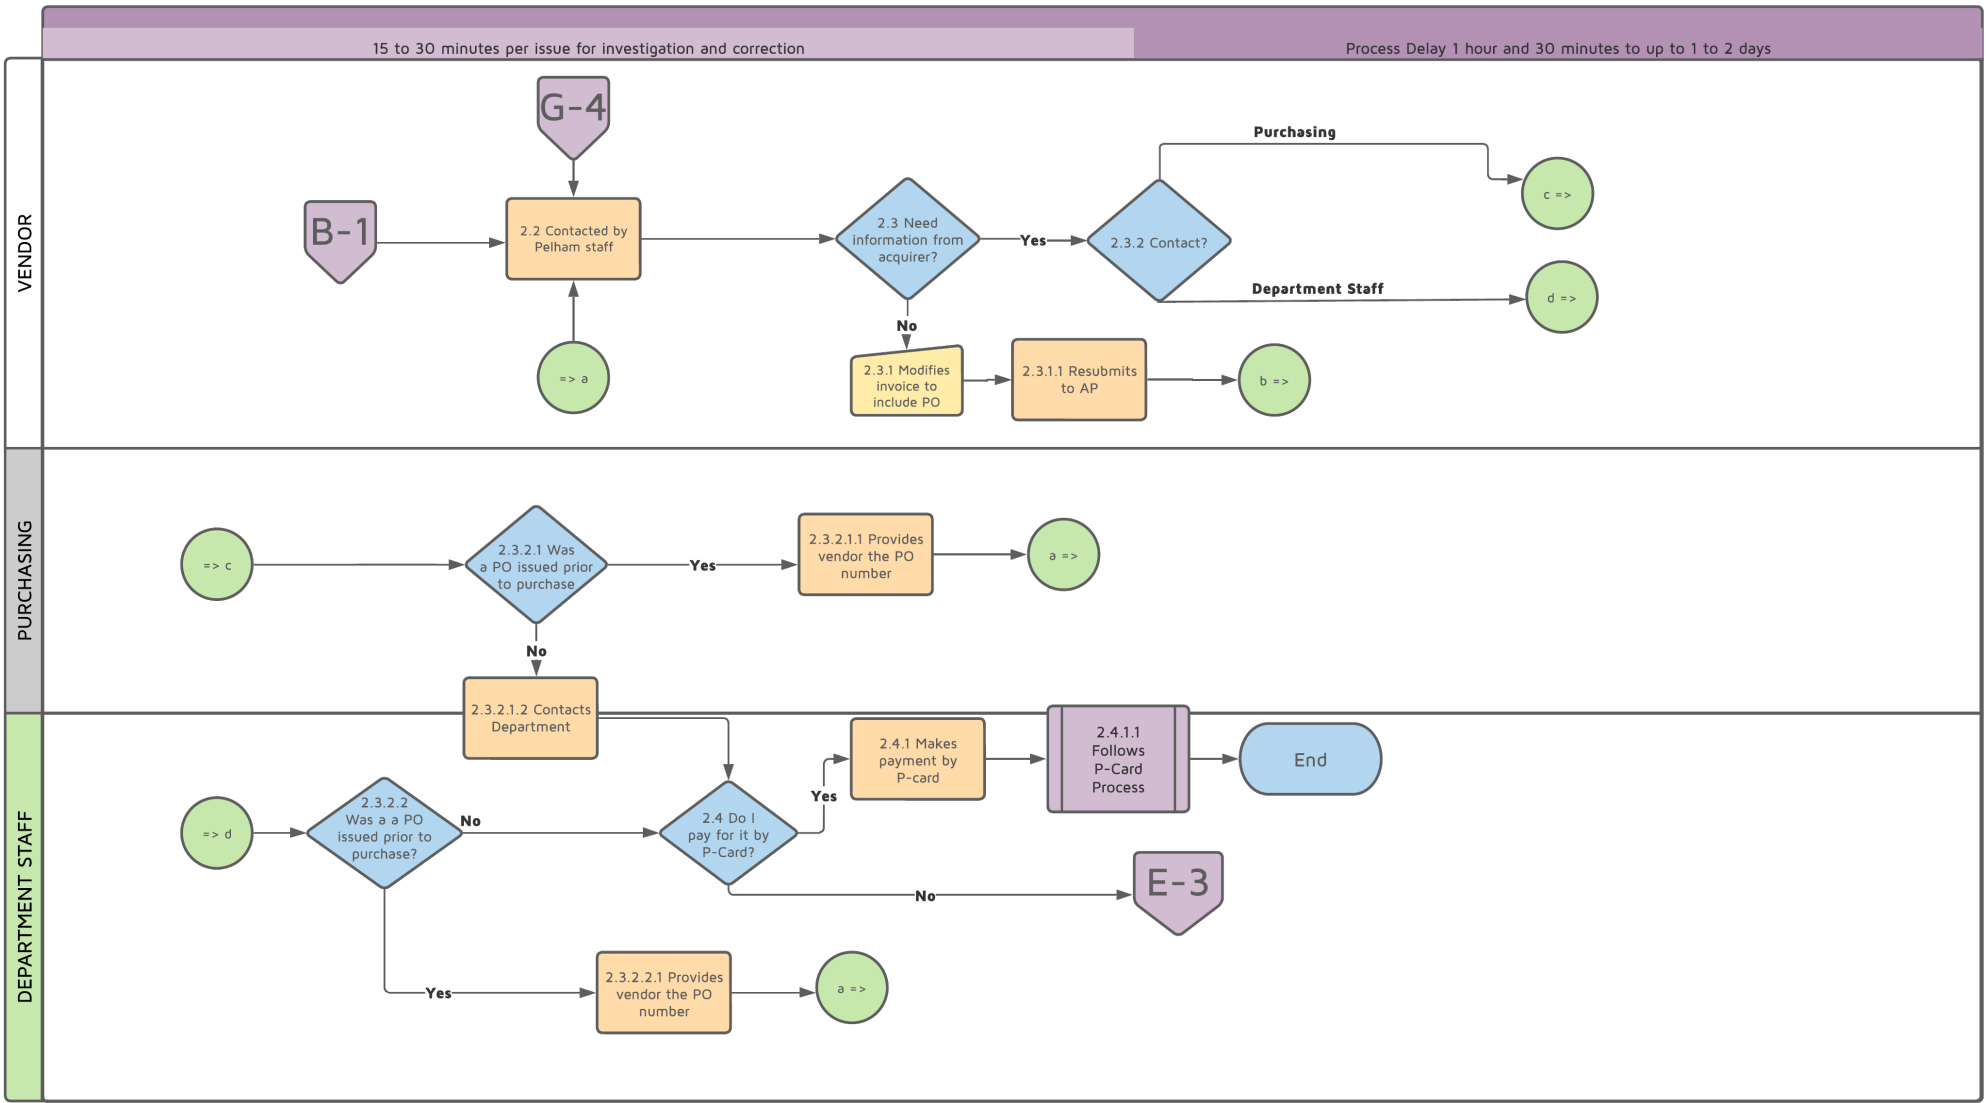 15 to 30 minutes per issue for investigation and correction
Process Delay 1 hour and 30 minutes to up to 1 to 2 days
VENDOR
G-4
B-1
2.2 Contacted by
Pelham staff
=> a
2.3 Need
information from
acquirer?
Yes
2.3.2 Contact?
Purchasing
c =>
Department Staff
d =>
No
2.3.1 Modifies
invoice to
include PO
2.3.1.1 Resubmits
to AP
b =>
PURCHASING
=> c
2.3.2.1 Was
a PO issued prior
to purchase
Yes
2.3.2.1.1 Provides
vendor the PO
number
a =>
No
2.3.2.1.2 Contacts
Department
DEPARTMENT STAFF
=> d
2.3.2.2
Was a a PO
issued prior to
purchase?
No
2.4 Do I
pay for it by
P-Card?
Yes
2.4.1 Makes
payment by
P-card
2.4.1.1
Follows
P-Card
Process
End
No
E-3
Yes
2.3.2.2.1 Provides
vendor the PO
number
a =>